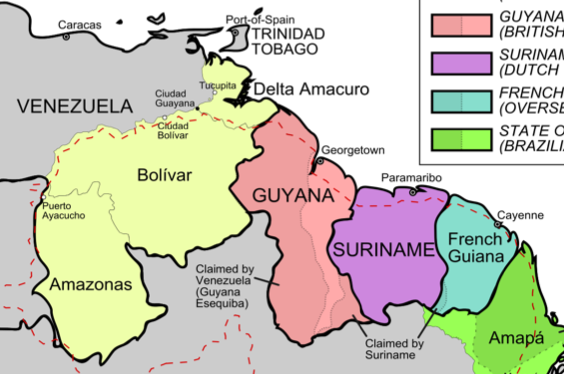 Caracas
Port-of-Spain
TRINIDAD
TOBAGO
GUYANA
(BRITISH
SURINAM
(DUTCH
FRENCH
(OVERSE
STATE O
(BRAZILI
VENEZUELA
Tucupita
Delta Amacuro
Ciudad
Guayana
Ciudad
Bolívar
Georgetown
Bolívar
Paramaribo
GUYANA
Puerto
Ayacucho
Cayenne
SURINAME
French
Guiana
Claimed by
Venezuela
(Guyana
Esequiba)
Amazonas
Claimed by
Suriname
Amapá